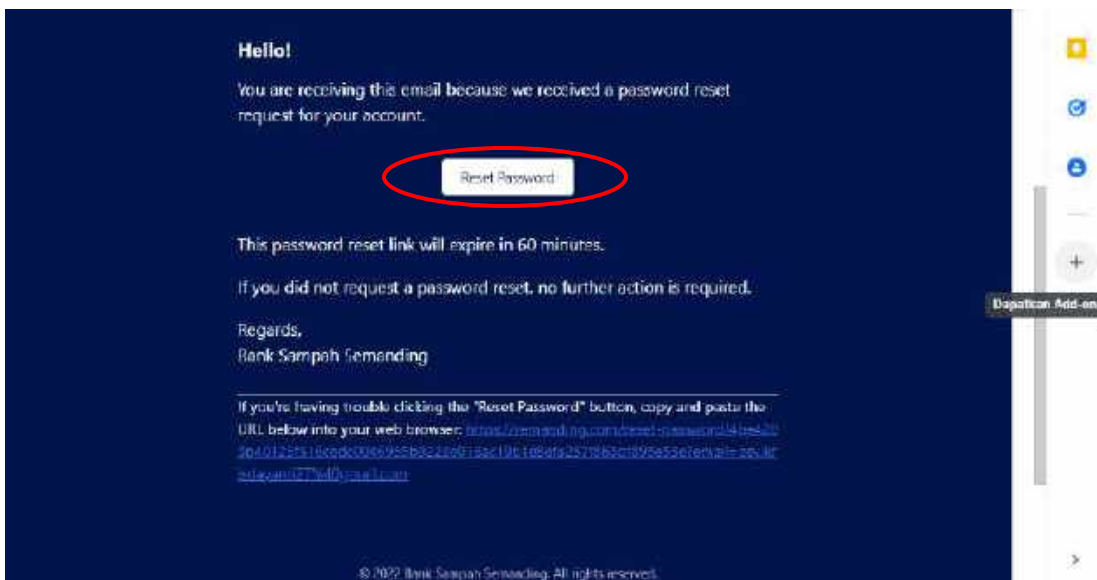 Hello!
You are receiving this email because we received a password reset
request for your account.
Reset Password
This password reset link will expire in 60 minutes.
If you did not request a password reset, no further action is required.
Dapatkan Add-on
Regards,
Bank Sampah Semanding
If you're having trouble clicking the "Reset Password" button, copy and paste the
URL below into your web browser:
© 2022 Bank Sampah Semanding. All rights reserved.